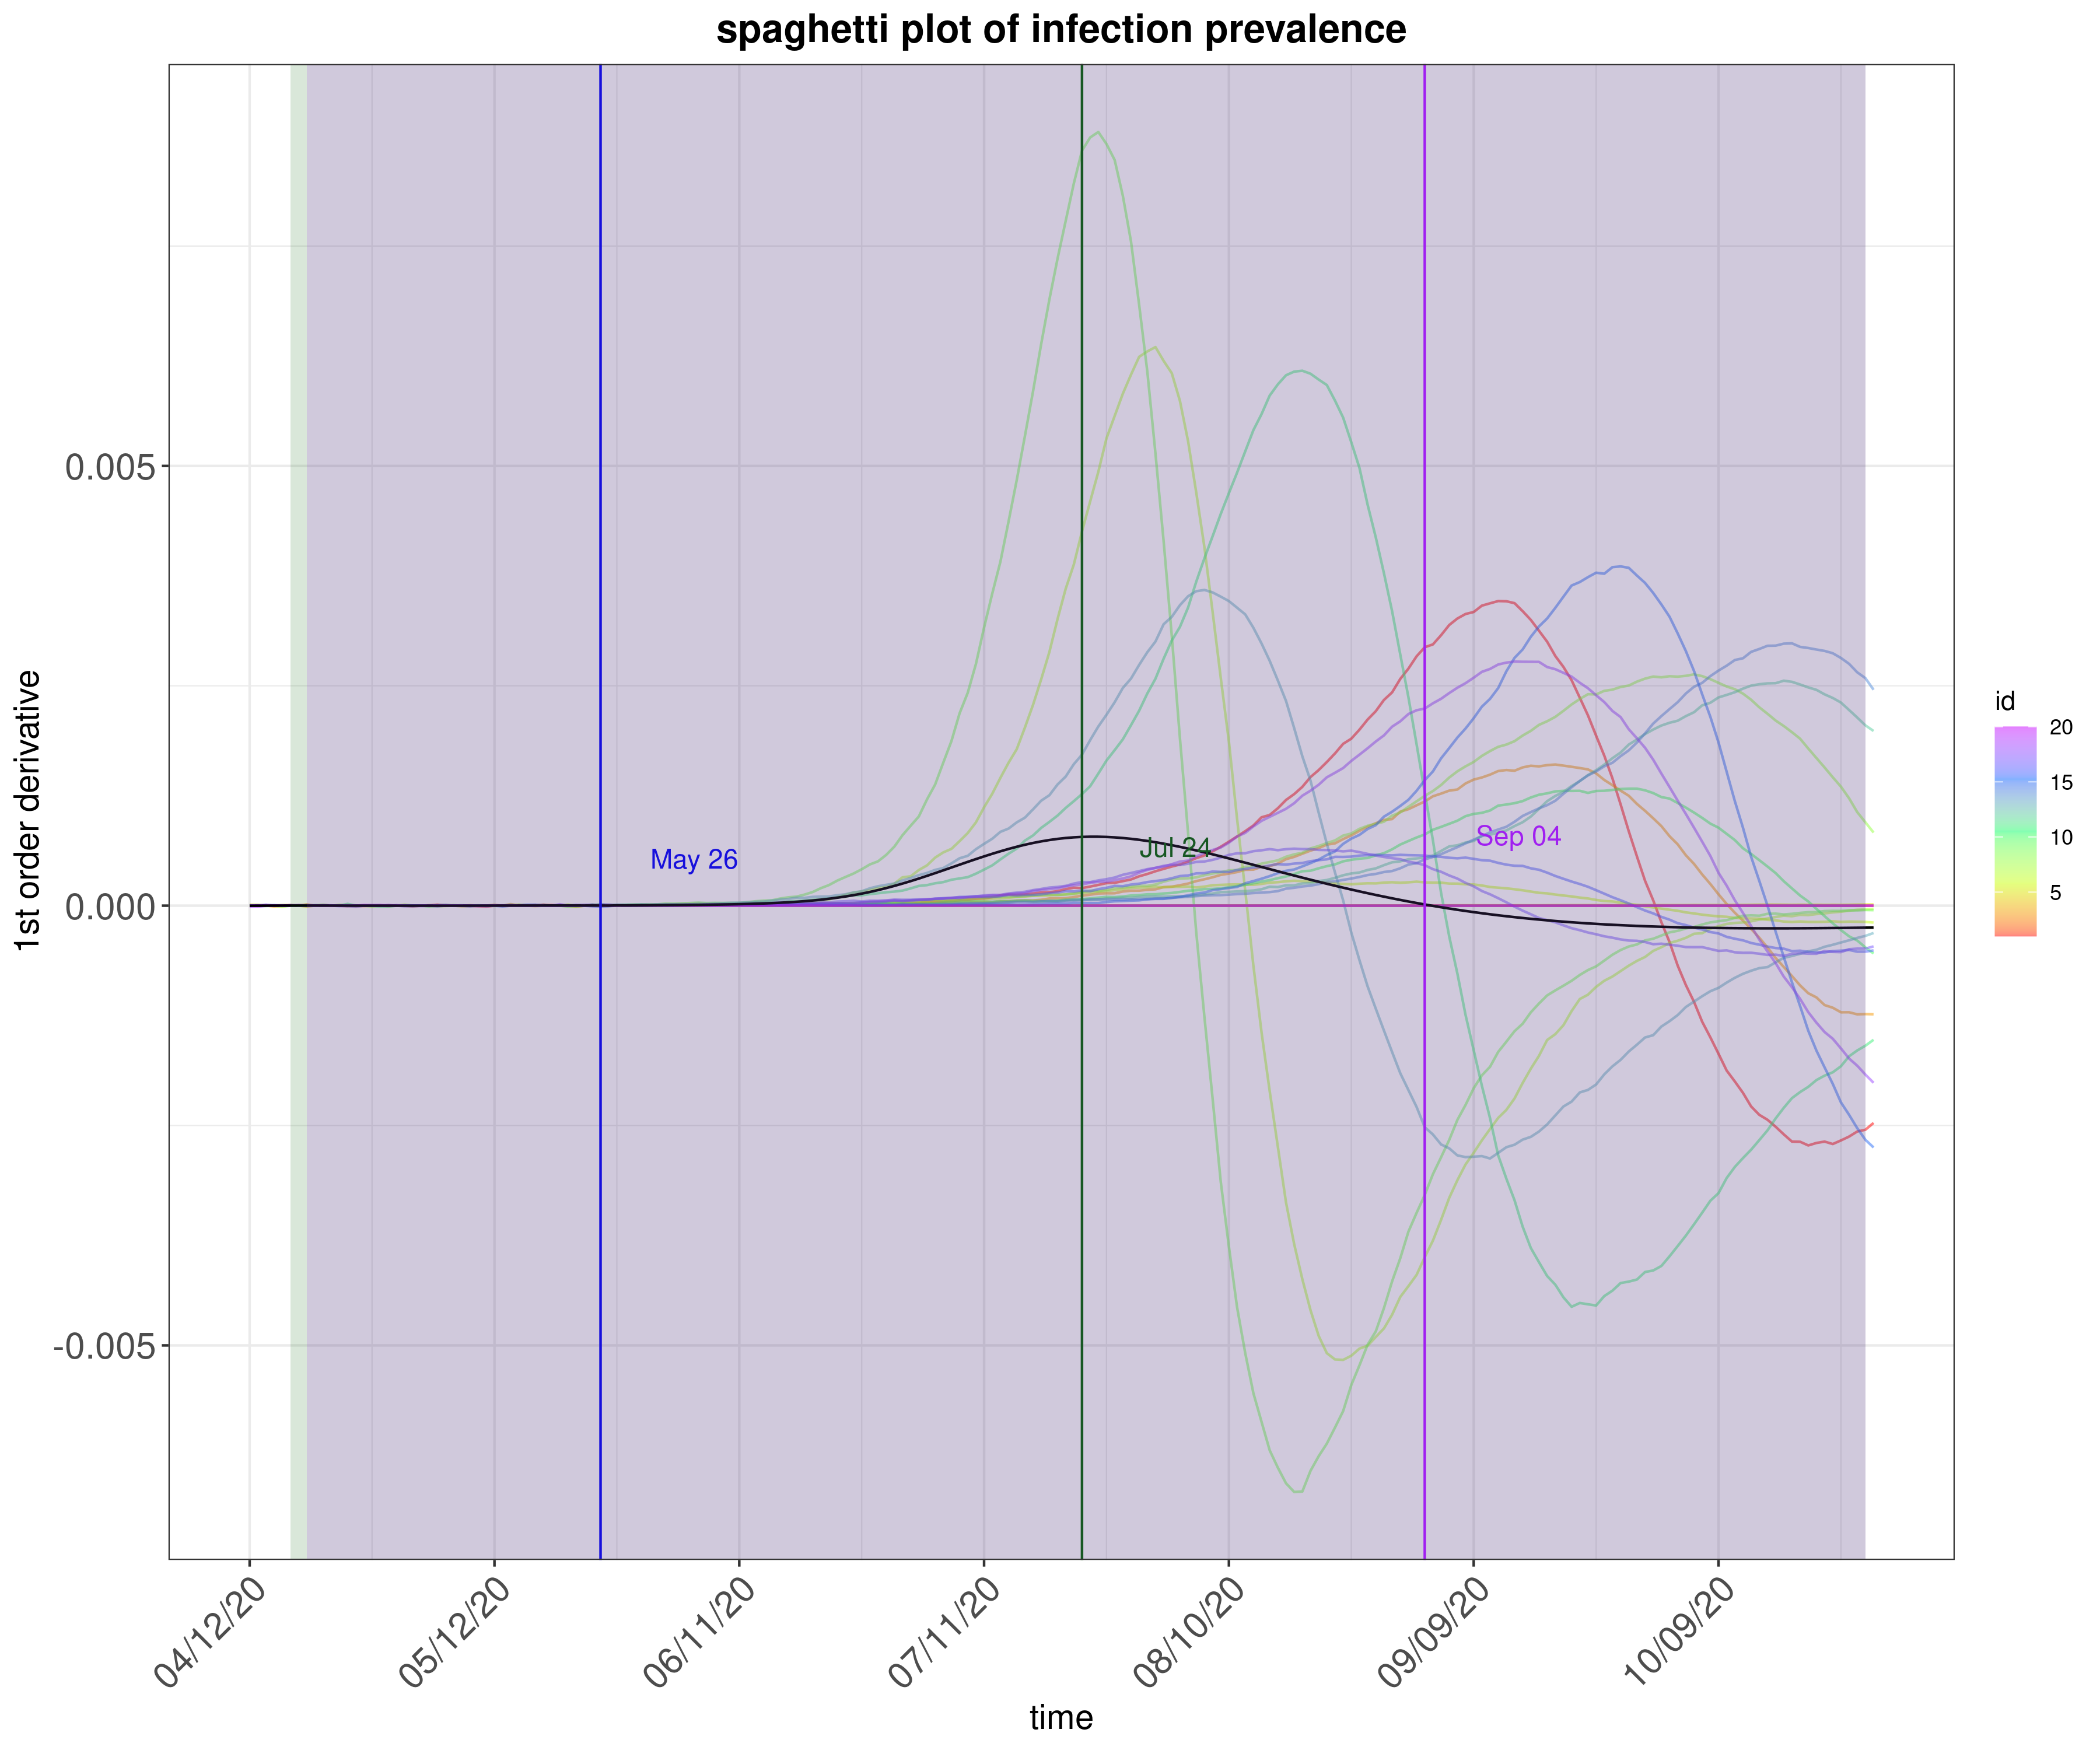 spaghetti plot of infection prevalence
1st order derivative
0.005
0.000
-0.005
May 26
Jul 24
Sep 04
id
20
15
10
5
04/12/20
05/12/20
06/11/20
07/11/20
08/10/20
09/09/20
10/09/20
time